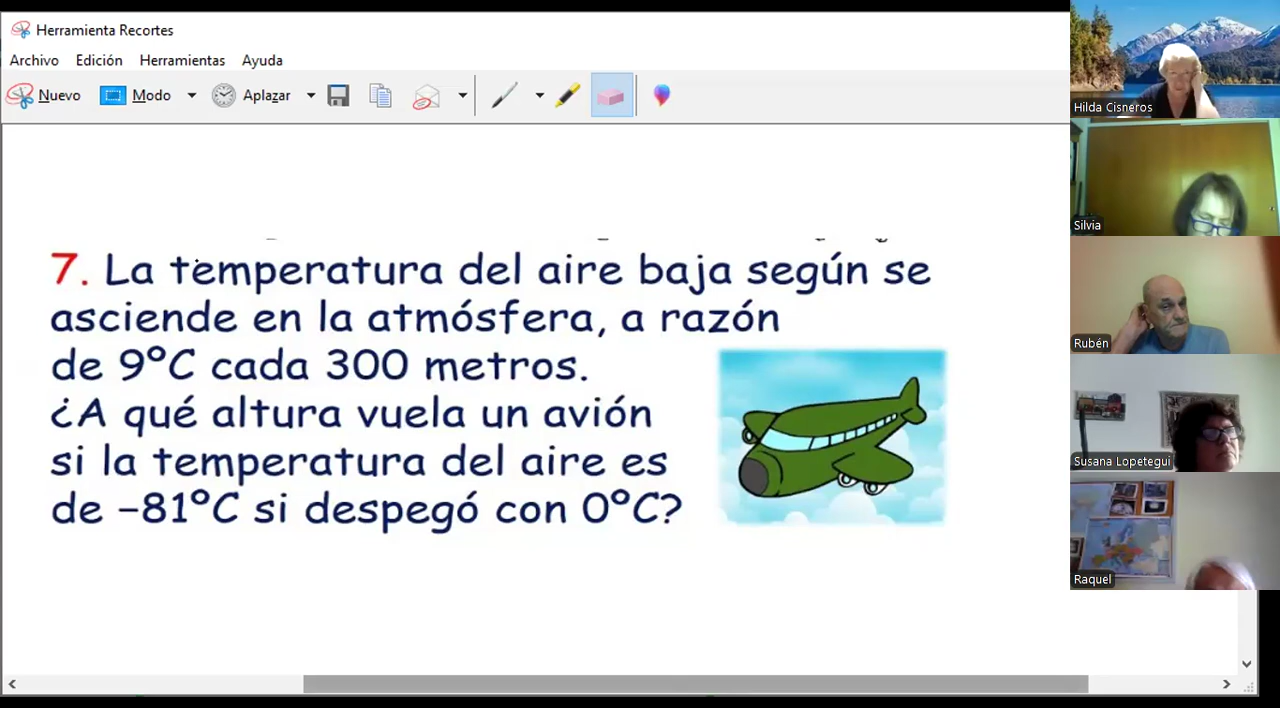 Herramienta Recortes
Archivo Edición Herramientas Ayuda
Nuevo Modo Aplazar
7. La temperatura del aire baja según se
asciende en la atmósfera, a razón
de 9°C cada 300 metros.
¿A qué altura vuela un avión
si la temperatura del aire es
de −81°C si despegó con 0°C?
Hilda Cisneros
Silvia
Rubén
Susana Lopetegui
Raquel